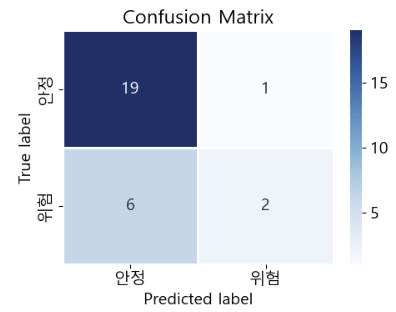 Confusion Matrix
True label
안정
19
1
위험
6
2
안정
위험
Predicted label
15
10
5